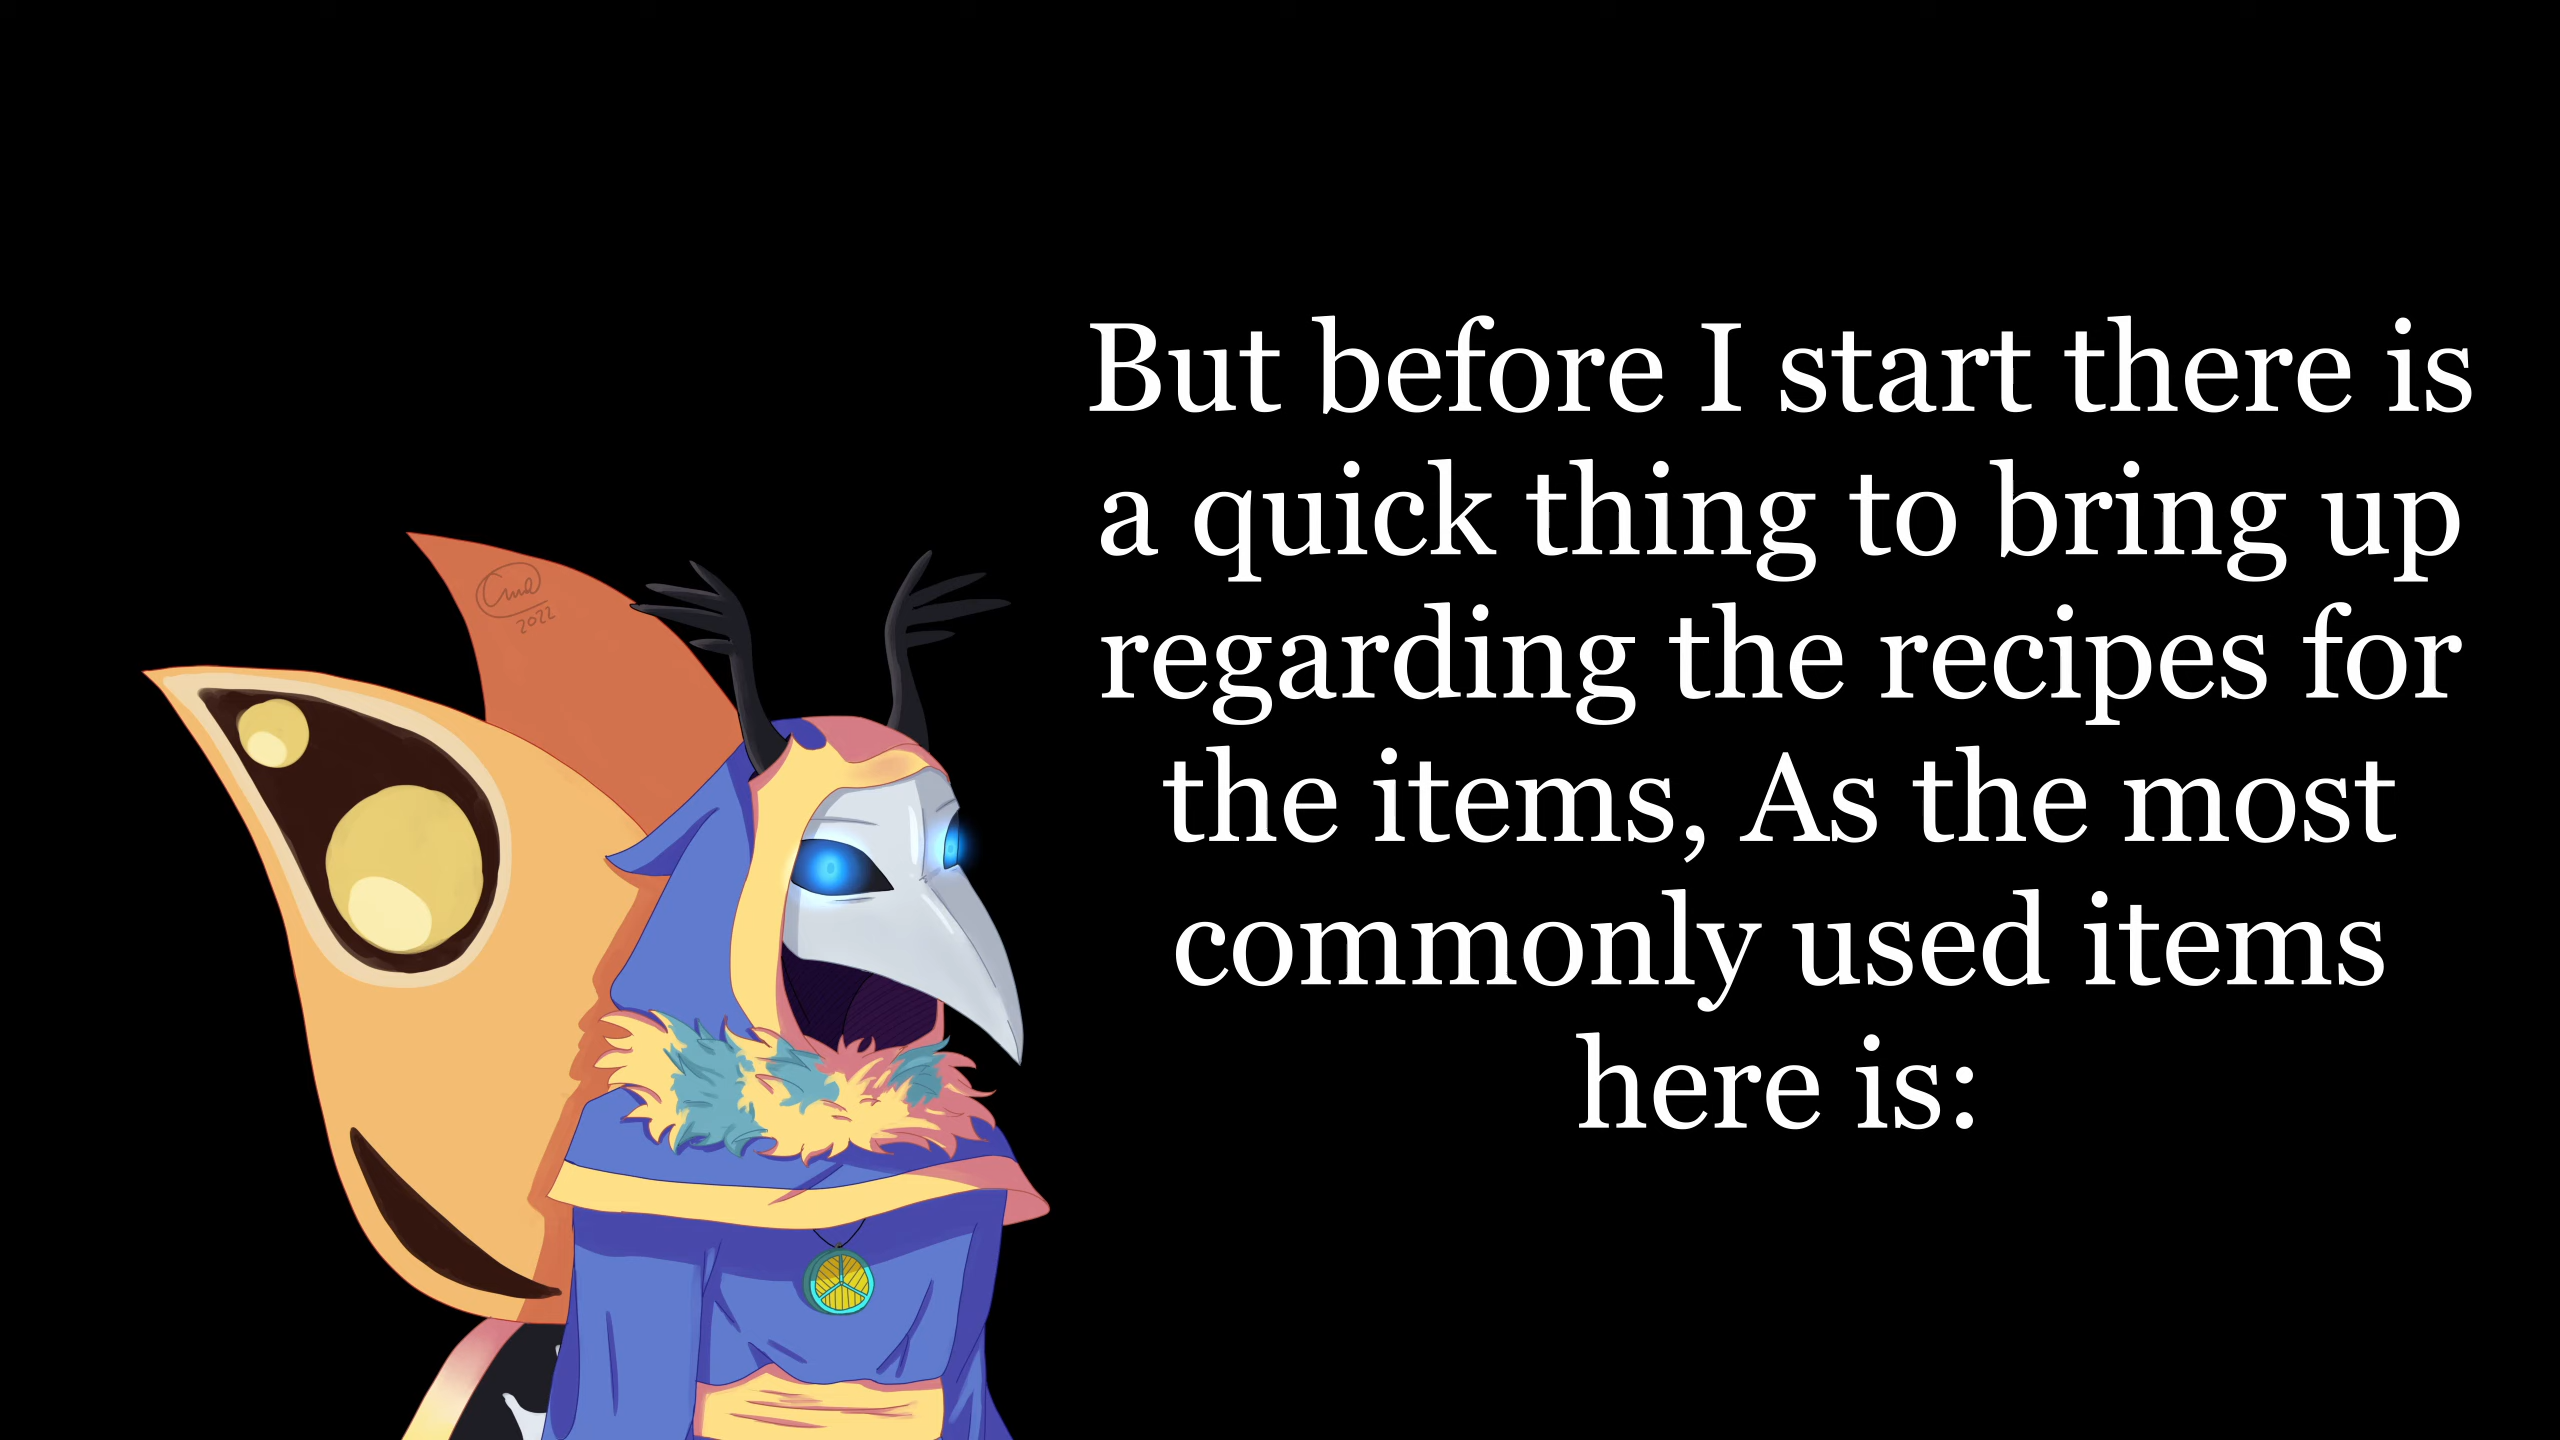 But before I start there is
a quick thing to bring up
regarding the recipes for
the items, As the most
commonly used items
here is:
2022